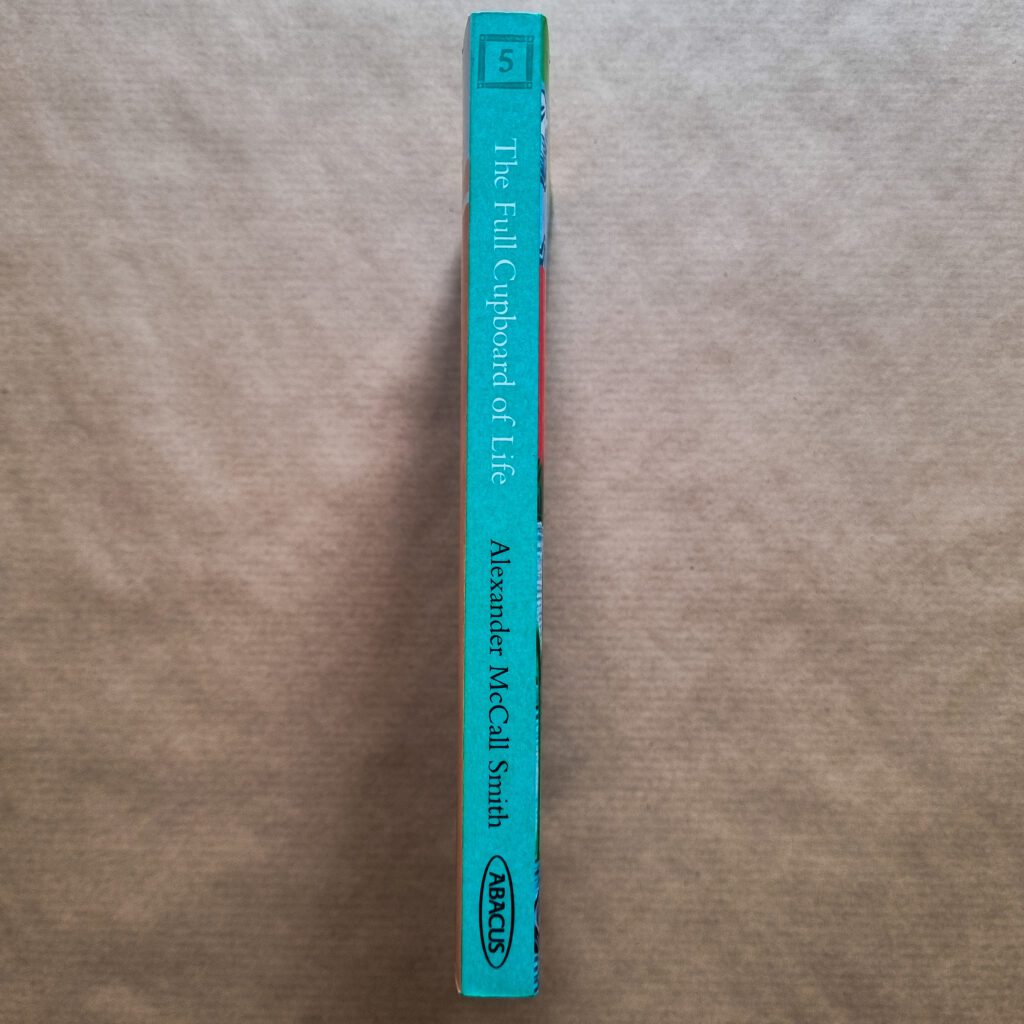 5
The Full Cupboard of Life
Alexander McCall Smith
ABACUS